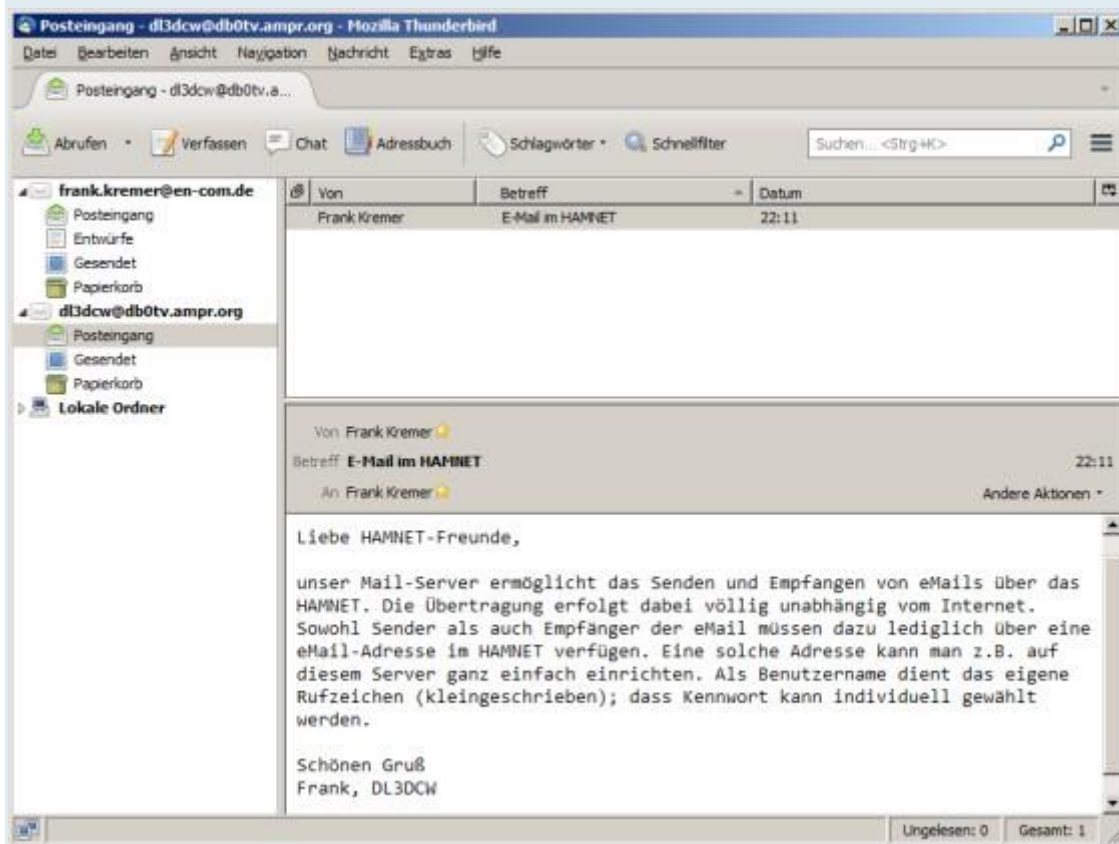 Posteingang - dl3dcw@db0tv.ampr.org - Mozilla Thunderbird
Datei Bearbeiten Ansicht Navigation Nachricht Extras Hilfe
Posteingang - dl3dcw@db0tv.a...
Abrufen Verfassen Chat Adressbuch Schlagwörter Schnellfilter Suchen... <Strg+K>
frank.kremer@en-com.de
Posteingang
Entwürfe
Gesendet
Papierkorb
dl3dcw@db0tv.ampr.org
Posteingang
Gesendet
Papierkorb
Lokale Ordner
Von Betreff Datum
Frank Kremer E-Mail im HAMNET 22:11
Von Frank Kremer
Betreff E-Mail im HAMNET 22:11
An Frank Kremer Andere Aktionen
Liebe HAMNET-Freunde,
unser Mail-Server ermöglicht das Senden und Empfangen von eMails über das
HAMNET. Die Übertragung erfolgt dabei völlig unabhängig vom Internet.
Sowohl Sender als auch Empfänger der eMail müssen dazu lediglich über eine
eMail-Adresse im HAMNET verfügen. Eine solche Adresse kann man z.B. auf
diesem Server ganz einfach einrichten. Als Benutzername dient das eigene
Rufzeichen (kleingeschrieben); dass Kennwort kann individuell gewählt
werden.
Schönen Gruß
Frank, DL3DCW
Ungelesen: 0 Gesamt: 1